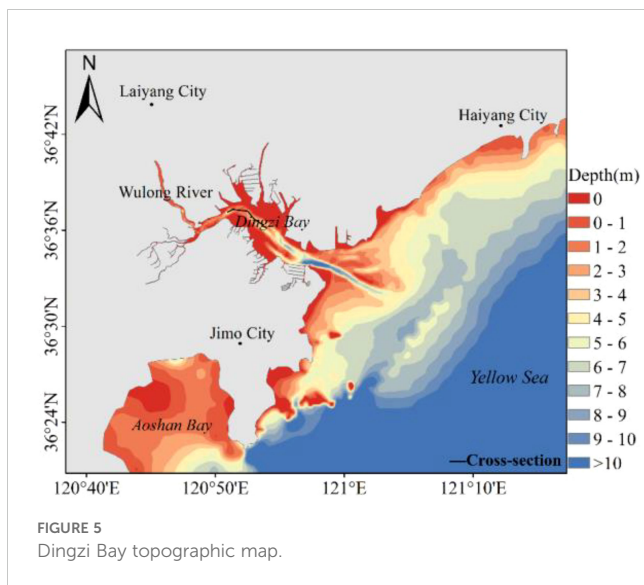 N
Laiyang City
Haiyang City
36°42'N
Depth(m)
Wulong River
0
0 - 1
Dingzi Bay
36°36'N
1 - 2
2 - 3
3 - 4
4 - 5
36°30'N
Jimo City
5 - 6
6 - 7
7 - 8
Yellow Sea
8 - 9
36°24'N
Aoshan Bay
9 - 10
—Cross-section
>10
120°40'E
120°50'E
121°E
121°10'E
FIGURE 5
Dingzi Bay topographic map.